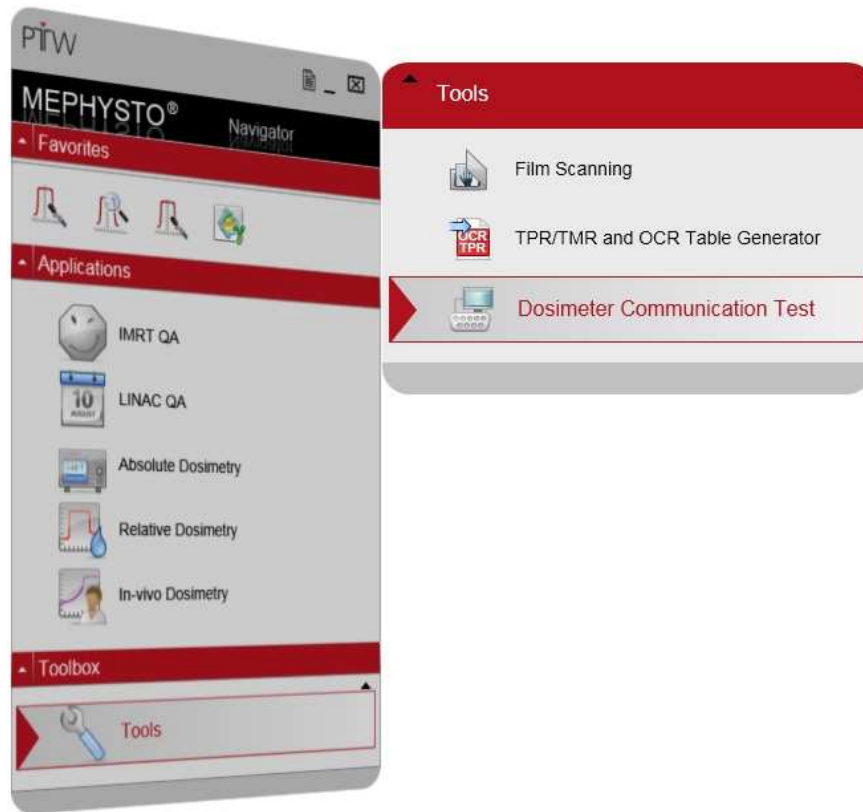 PTW
MEPHYSTO®
Navigator
Favorites
Applications
IMRT QA
10
AUGUST
LINAC QA
Absolute Dosimetry
Relative Dosimetry
In-vivo Dosimetry
Toolbox
Tools
Tools
Film Scanning
OCR
TPR
TPR/TMR and OCR Table Generator
Dosimeter Communication Test